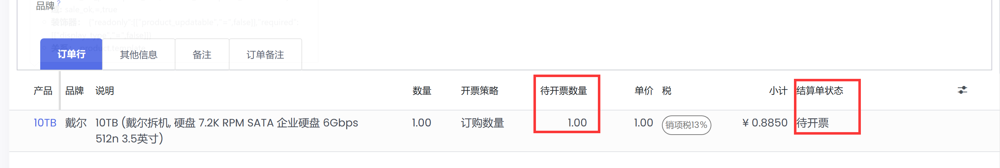 品牌 ?
域: sale_ok,=,true
装饰器: {"readonly":[["product_updatable","=",false]],"required":
[["display_type","=",false]]}
关系: product.template
订单行 其他信息 备注 订单备注
产品 品牌 说明 数量 开票策略 待开票数量 单价 税 小计 结算单状态
10TB 戴尔 10TB (戴尔拆机, 硬盘 7.2K RPM SATA 企业硬盘 6Gbps 1.00 订购数量 1.00 1.00 销项税13% ¥ 0.8850 待开票
512n 3.5英寸)